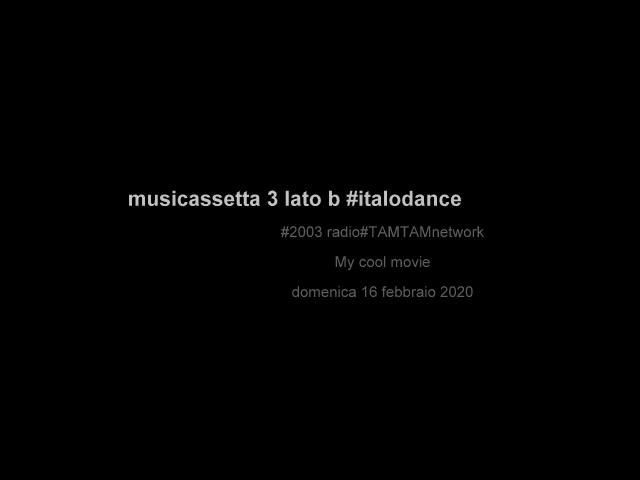 musicassetta 3 lato b #italodance
#2003 radio#TAMTAMnetwork
My cool movie
domenica 16 febbraio 2020